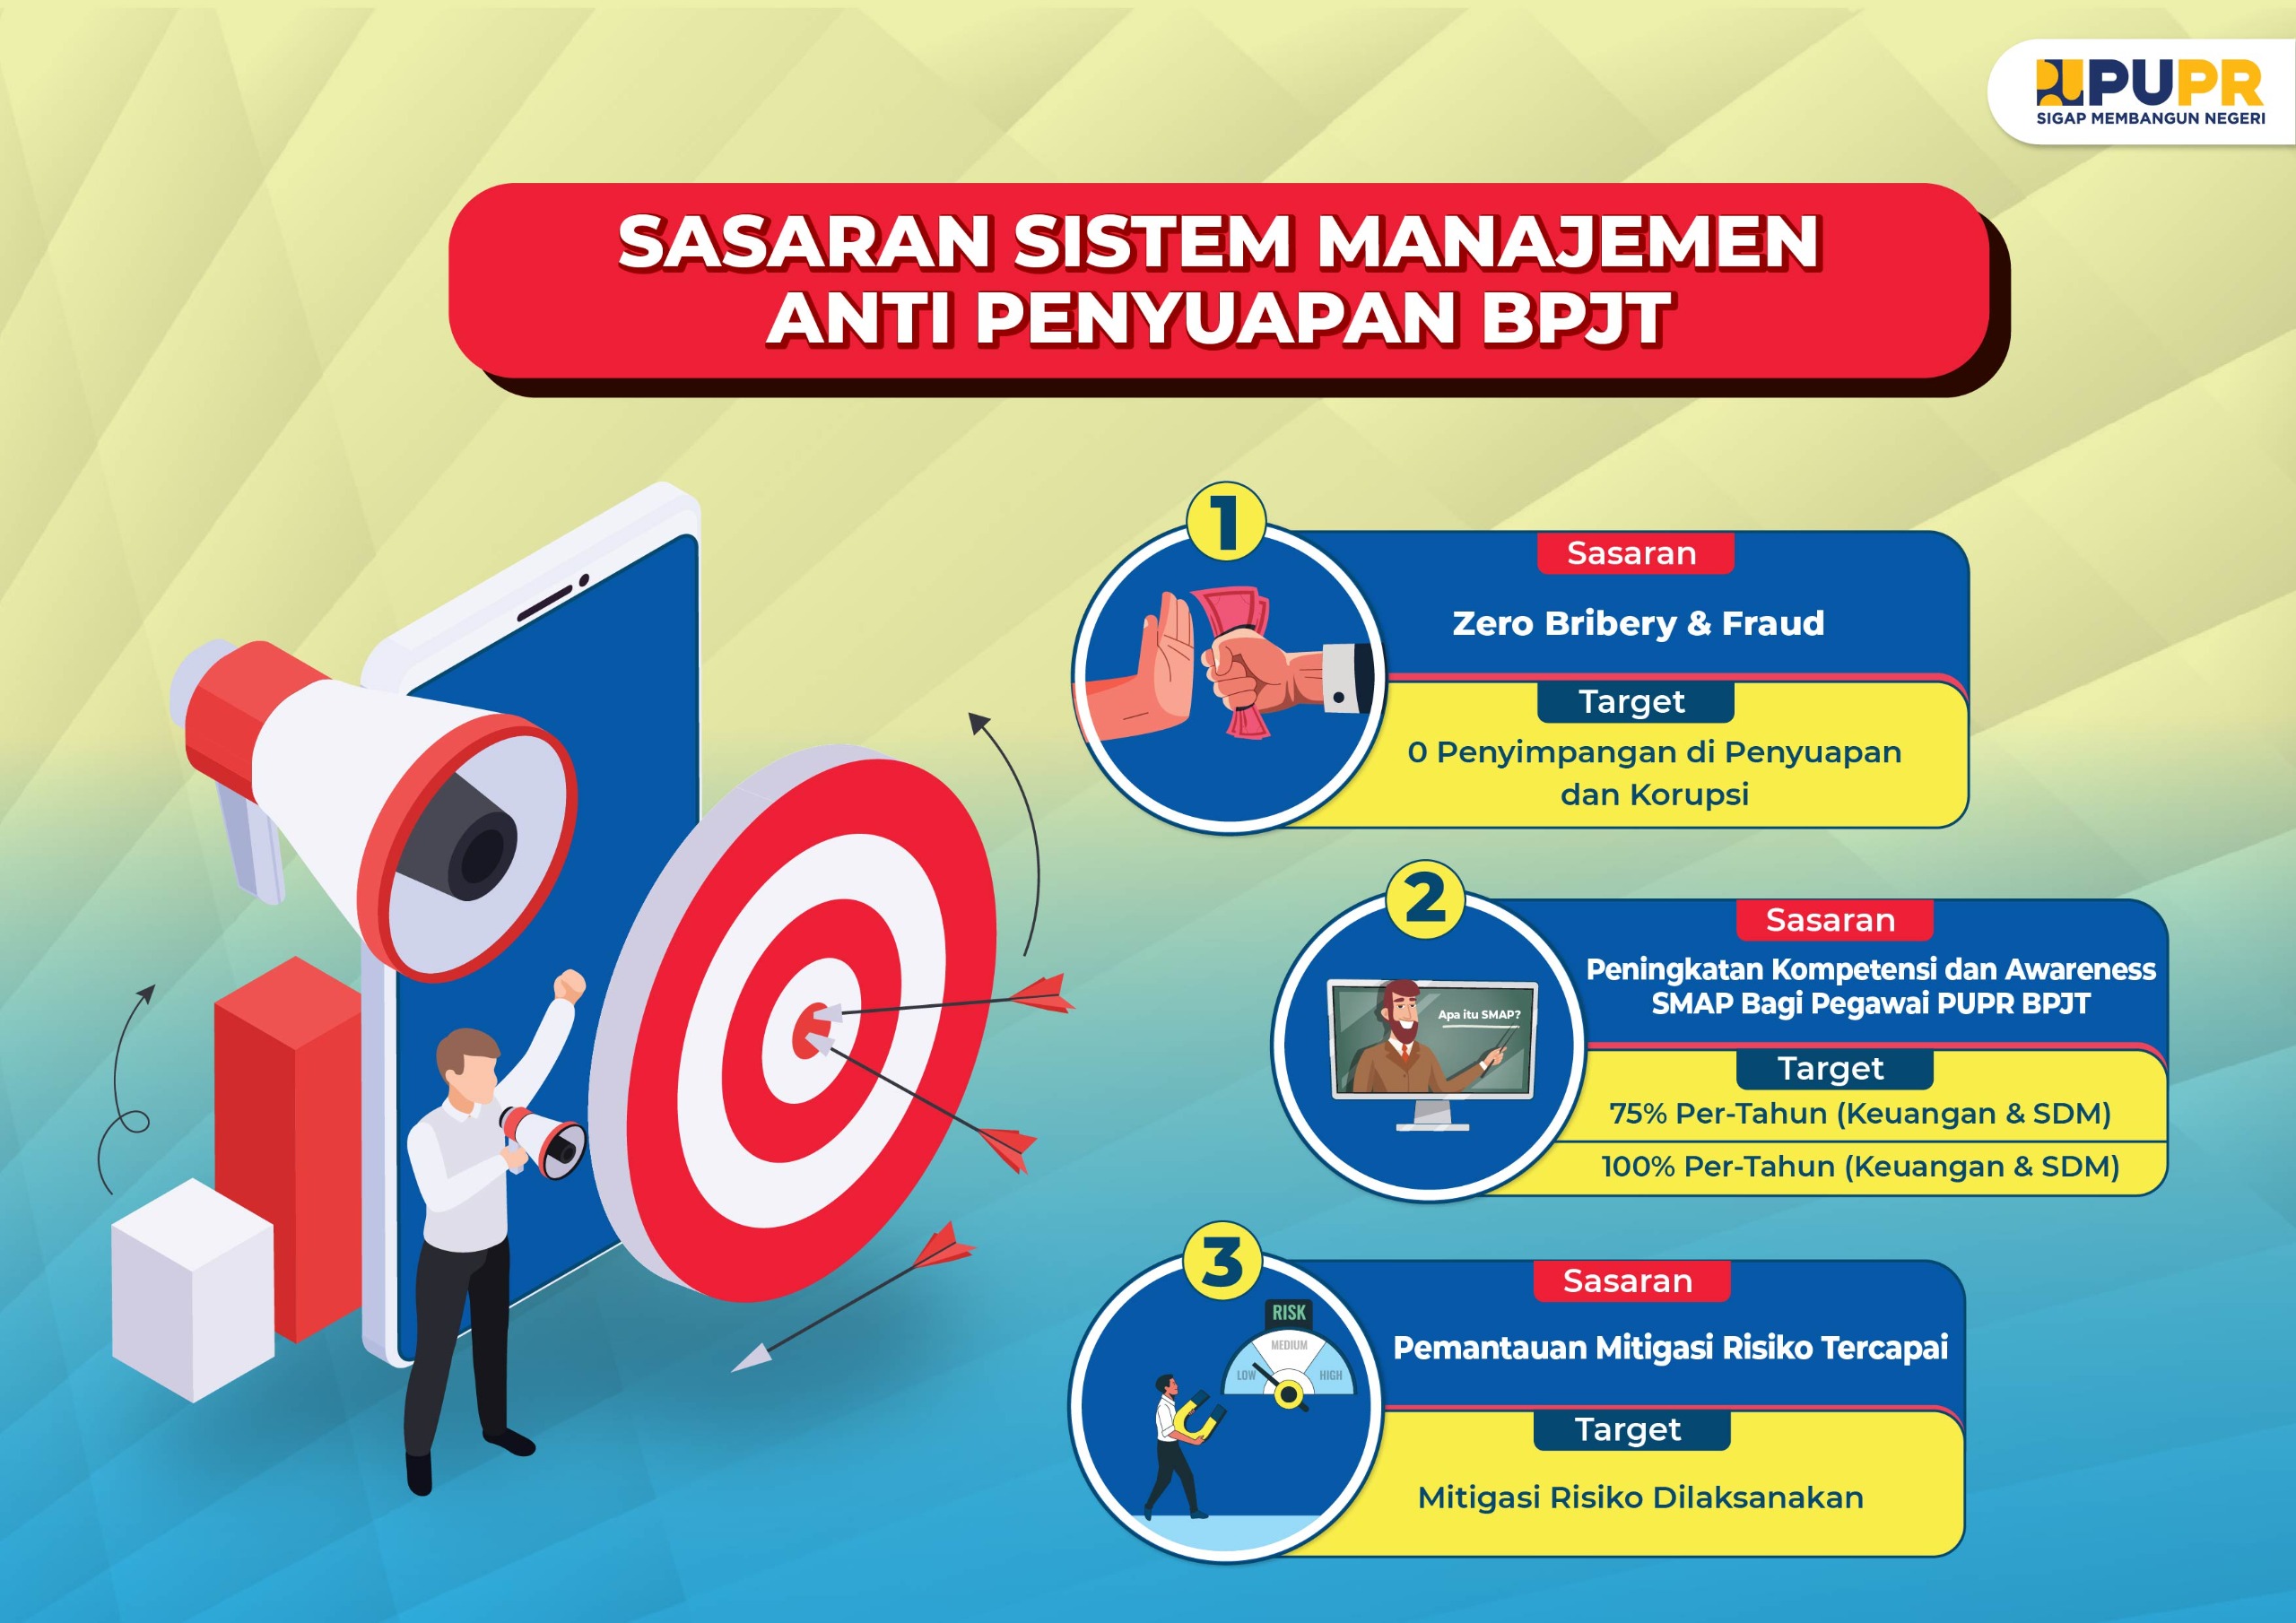 PUPR
SIGAP MEMBANGUN NEGERI
SASARAN SISTEM MANAJEMEN
ANTI PENYUAPAN BPJT
1
Sasaran
Zero Bribery & Fraud
Target
0 Penyimpangan di Penyuapan
dan Korupsi
2
Apa itu SMAP?
Sasaran
Peningkatan Kompetensi dan Awareness
SMAP Bagi Pegawai PUPR BPJT
Target
75% Per-Tahun (Keuangan & SDM)
100% Per-Tahun (Keuangan & SDM)
3
RISK
MEDIUM
LOW
HIGH
Sasaran
Pemantauan Mitigasi Risiko Tercapai
Target
Mitigasi Risiko Dilaksanakan